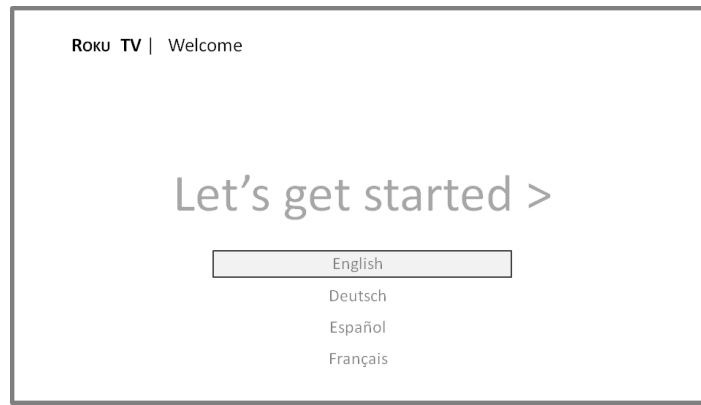 ROKU TV | Welcome
Let's get started >
English
Deutsch
Español
Français